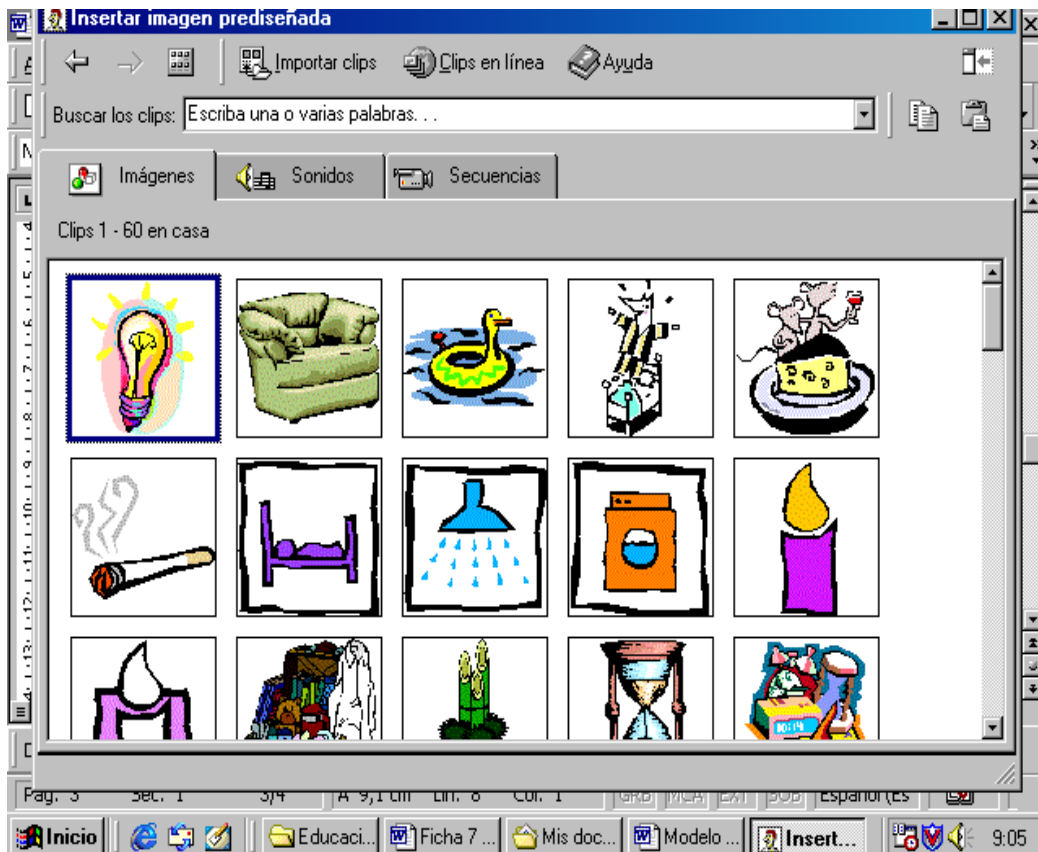 Insertar imagen prediseñada
Importar clips Clips en línea Ayuda
Buscar los clips: Escriba una o varias palabras. . .
Imágenes Sonidos Secuencias
Clips 1 - 60 en casa
10:14
Pág. 3 Sec. 1 3/4 A 9,1 cm Lín. 8 Col. 1 GRB MCA EXT SOB Español (Es
Inicio Educaci... Ficha 7 ... Mis doc... Modelo ... Insert... 9:05